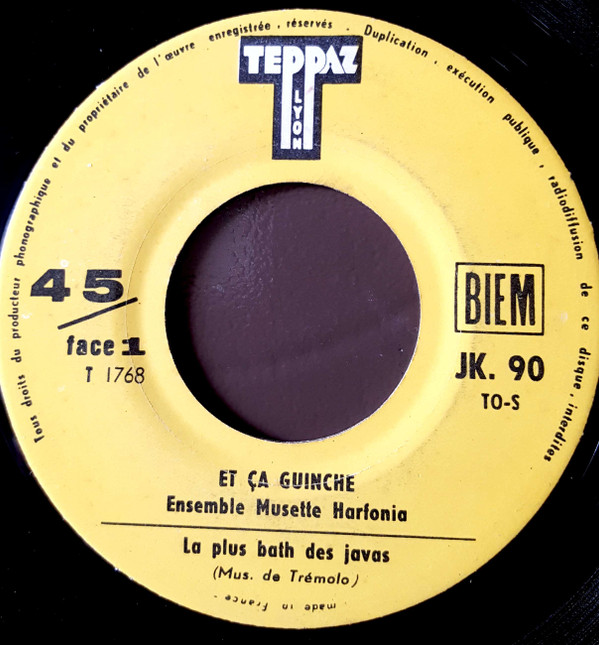 Tous droits du producteur phonographique et du propriétaire de l'œuvre enregistrée . réservés . Duplication , exécution publique , radiodiffusion de ce disque , interdites
TEPPAZ
LYON
45
face 1
T 1768
BIEM
JK. 90
TO-S
ET ÇA GUINCHE
Ensemble Musette Harfonia
La plus bath des javas
(Mus. de Trémolo)
. made in France .